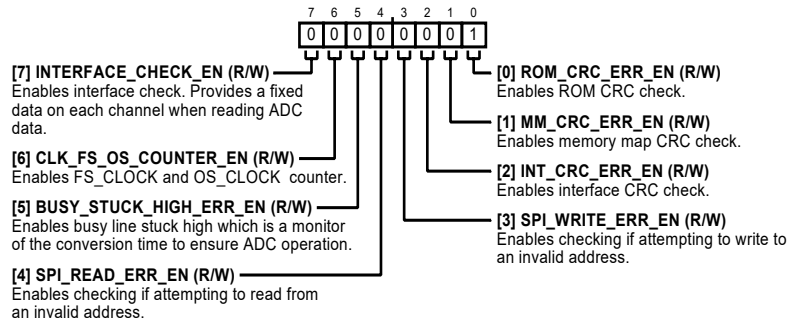 7 6 5 4 3 2 1 0
0 0 0 0 0 0 0 1
[7] INTERFACE_CHECK_EN (R/W)
Enables interface check. Provides a fixed
data on each channel when reading ADC
data.
[6] CLK_FS_OS_COUNTER_EN (R/W)
Enables FS_CLOCK and OS_CLOCK counter.
[5] BUSY_STUCK_HIGH_ERR_EN (R/W)
Enables busy line stuck high which is a monitor
of the conversion time to ensure ADC operation.
[4] SPI_READ_ERR_EN (R/W)
Enables checking if attempting to read from
an invalid address.
[0] ROM_CRC_ERR_EN (R/W)
Enables ROM CRC check.
[1] MM_CRC_ERR_EN (R/W)
Enables memory map CRC check.
[2] INT_CRC_ERR_EN (R/W)
Enables interface CRC check.
[3] SPI_WRITE_ERR_EN (R/W)
Enables checking if attempting to write to
an invalid address.